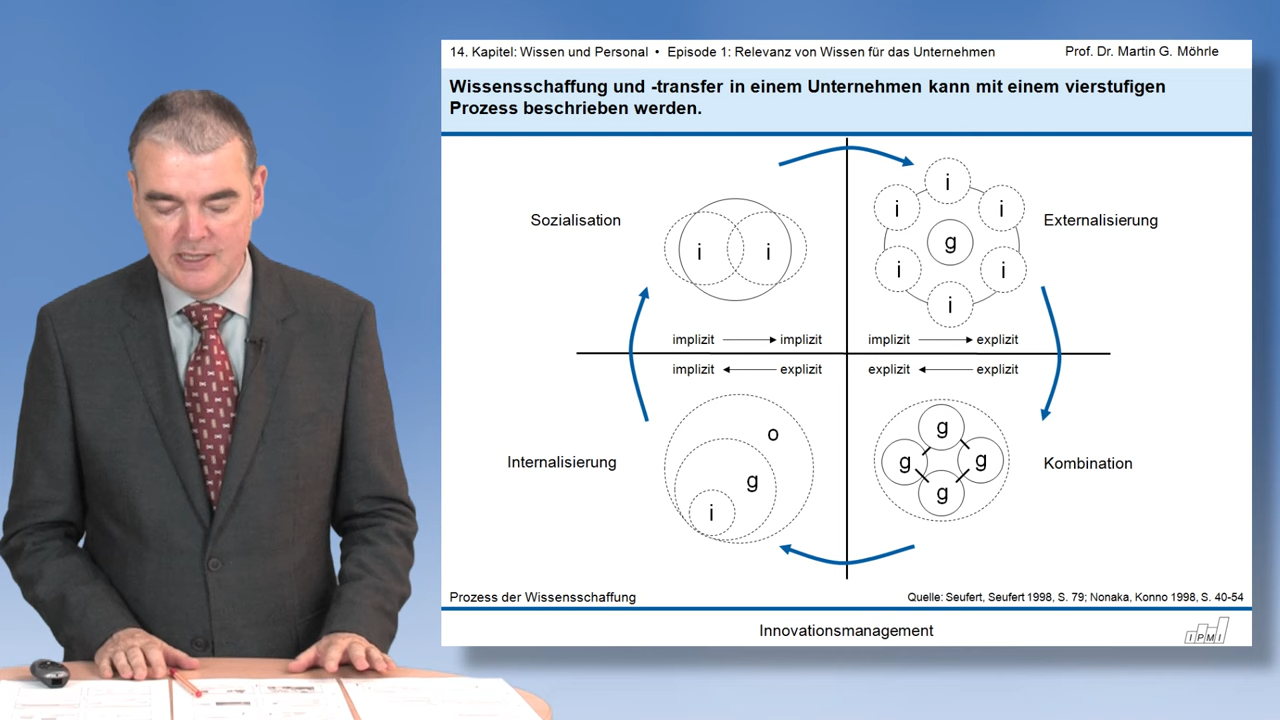 14. Kapitel: Wissen und Personal • Episode 1: Relevanz von Wissen für das Unternehmen
Prof. Dr. Martin G. Möhrle
Wissensschaffung und -transfer in einem Unternehmen kann mit einem vierstufigen
Prozess beschrieben werden.
Sozialisation
i i
implizit implizit
Externalisierung
i
i i
g
i i
i
implizit explizit
implizit explizit
Internalisierung
o
g
i
explizit explizit
Kombination
g
g g
g
Prozess der Wissensschaffung
Quelle: Seufert, Seufert 1998, S. 79; Nonaka, Konno 1998, S. 40-54
Innovationsmanagement
IPMI